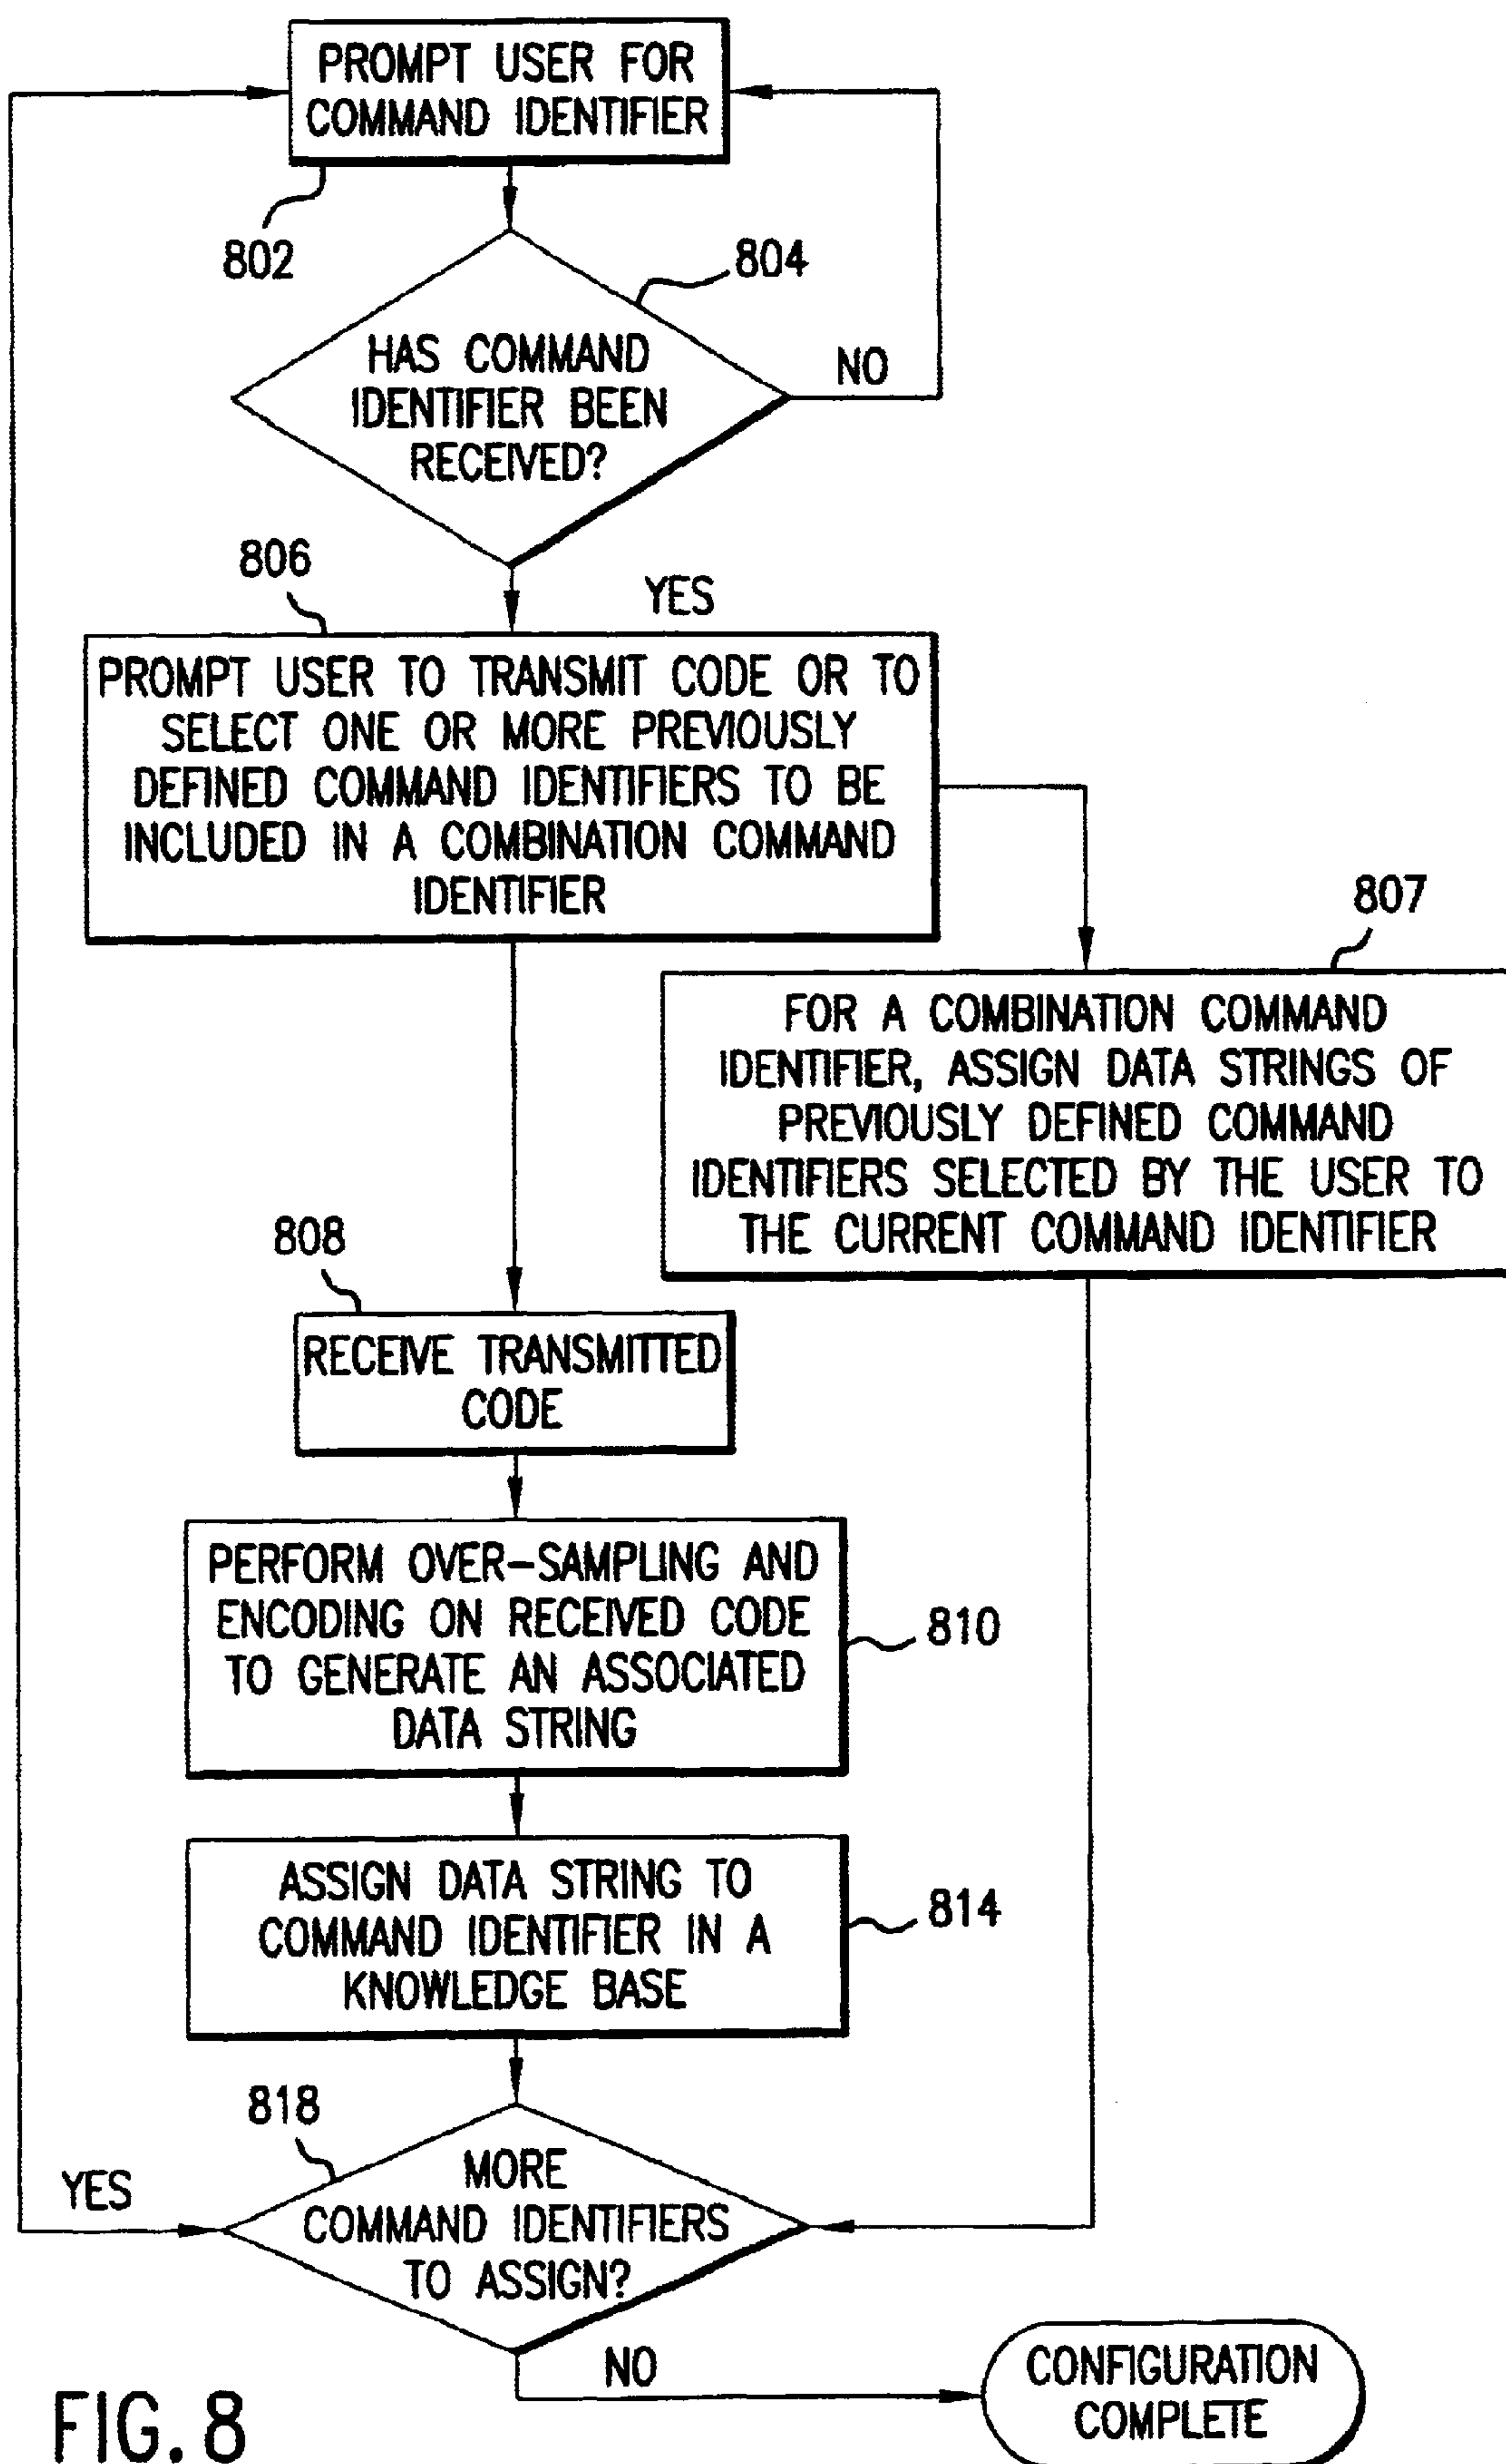 PROMPT USER FOR
COMMAND IDENTIFIER
802
804
HAS COMMAND
IDENTIFIER BEEN
RECEIVED?
NO
806
YES
PROMPT USER TO TRANSMIT CODE OR TO
SELECT ONE OR MORE PREVIOUSLY
DEFINED COMMAND IDENTIFIERS TO BE
INCLUDED IN A COMBINATION COMMAND
IDENTIFIER
807
FOR A COMBINATION COMMAND
IDENTIFIER, ASSIGN DATA STRINGS OF
PREVIOUSLY DEFINED COMMAND
IDENTIFIERS SELECTED BY THE USER TO
THE CURRENT COMMAND IDENTIFIER
808
RECEIVE TRANSMITTED
CODE
PERFORM OVER-SAMPLING AND
ENCODING ON RECEIVED CODE
TO GENERATE AN ASSOCIATED
DATA STRING
810
ASSIGN DATA STRING TO
COMMAND IDENTIFIER IN A
KNOWLEDGE BASE
814
818
YES
MORE
COMMAND IDENTIFIERS
TO ASSIGN?
NO
CONFIGURATION
COMPLETE
FIG. 8